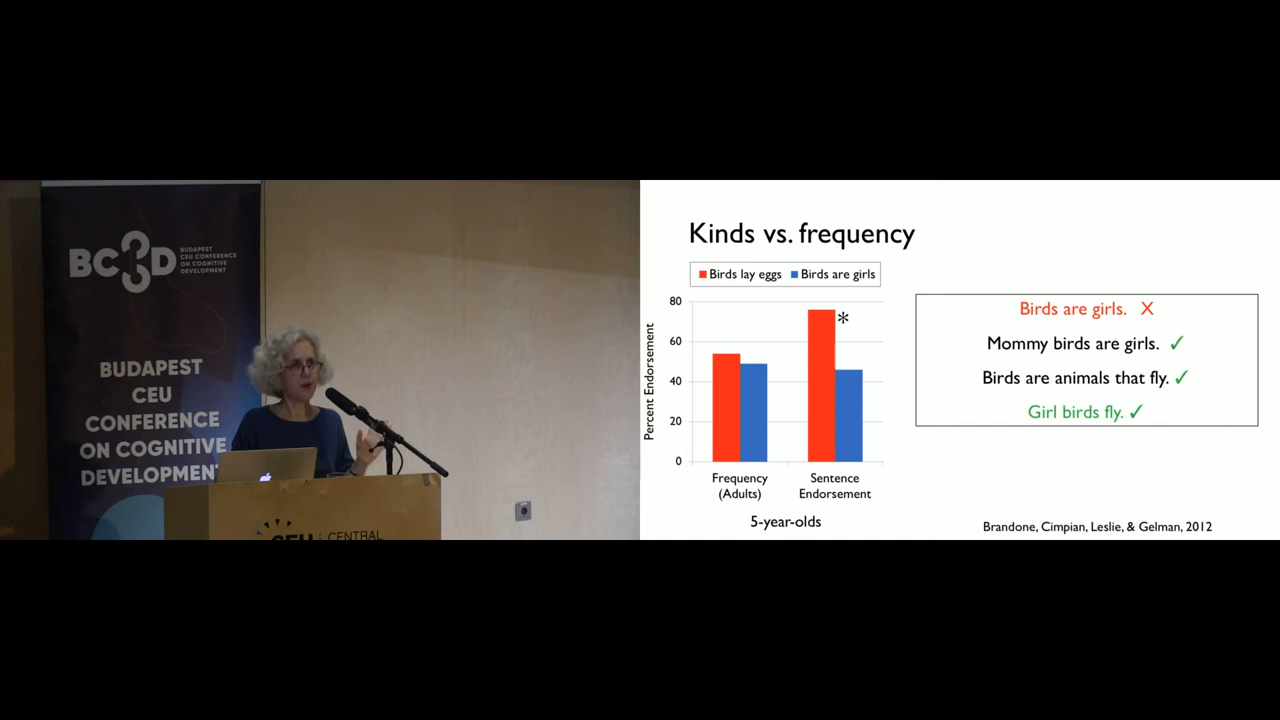 BC3D
BUDAPEST
CEU CONFERENCE
ON COGNITIVE
DEVELOPMENT
BUDAPEST
CEU
CONFERENCE
ON COGNITIVE
DEVELOPMENT
CEU
CENTRAL
Kinds vs. frequency
Birds lay eggs Birds are girls
Percent Endorsement
80
60
40
20
0
*
Frequency
(Adults)
Sentence
Endorsement
5-year-olds
Birds are girls. X
Mommy birds are girls. ✓
Birds are animals that fly. ✓
Girl birds fly. ✓
Brandone, Cimpian, Leslie, & Gelman, 2012